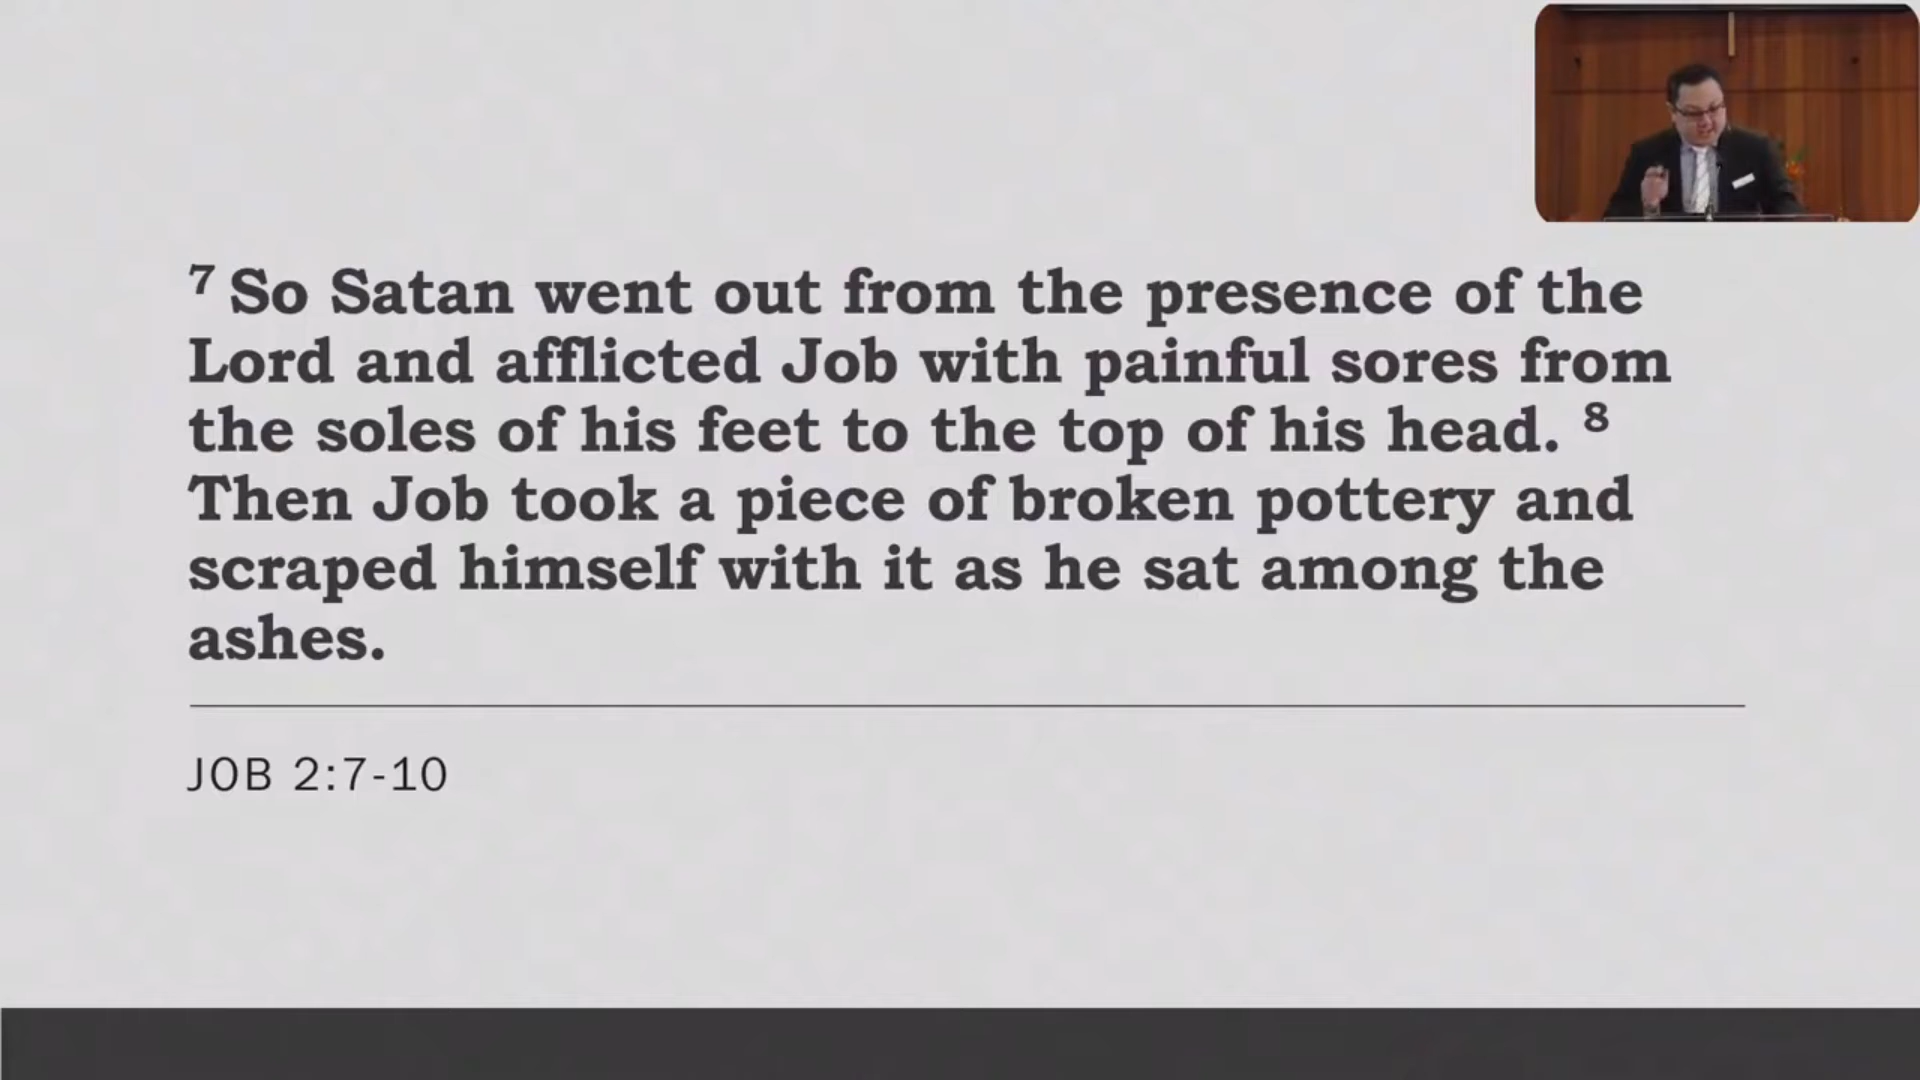 ⁷ So Satan went out from the presence of the
Lord and afflicted Job with painful sores from
the soles of his feet to the top of his head. ⁸
Then Job took a piece of broken pottery and
scraped himself with it as he sat among the
ashes.
JOB 2:7-10